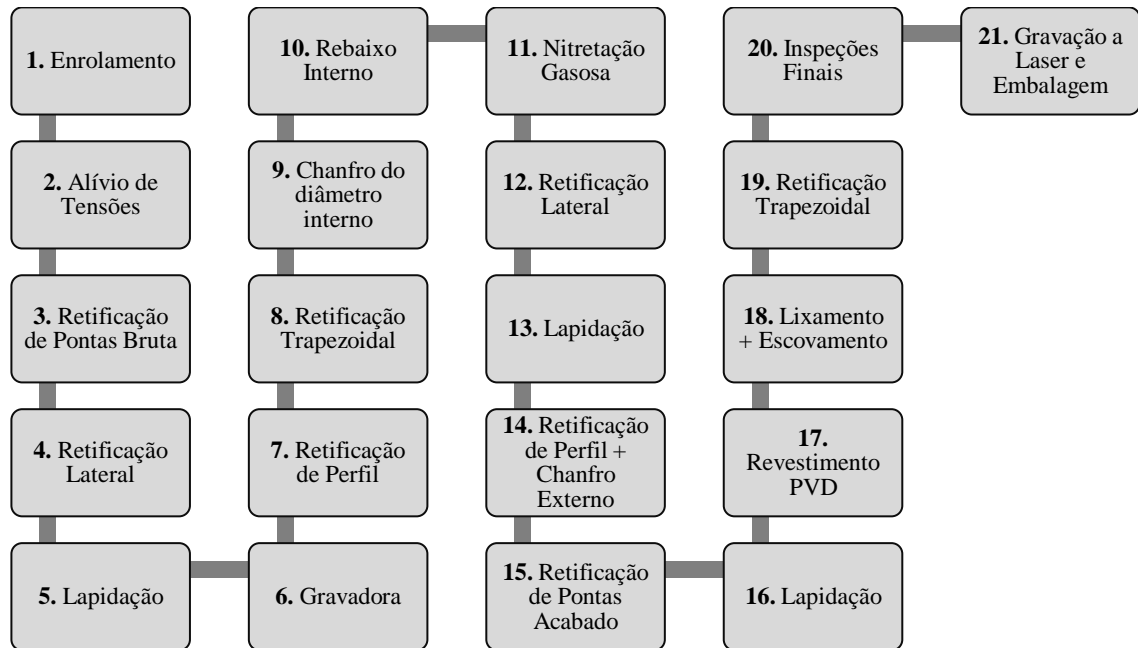 1. Enrolamento
2. Alívio de
Tensões
3. Retificação
de Pontas Bruta
4. Retificação
Lateral
5. Lapidação
6. Gravadora
7. Retificação
de Perfil
8. Retificação
Trapezoidal
9. Chanfro do
diâmetro
interno
10. Rebaixo
Interno
11. Nitretação
Gasosa
12. Retificação
Lateral
13. Lapidação
14. Retificação
de Perfil +
Chanfro
Externo
15. Retificação
de Pontas
Acabado
16. Lapidação
17.
Revestimento
PVD
18. Lixamento
+ Escovamento
19. Retificação
Trapezoidal
20. Inspeções
Finais
21. Gravação a
Laser e
Embalagem